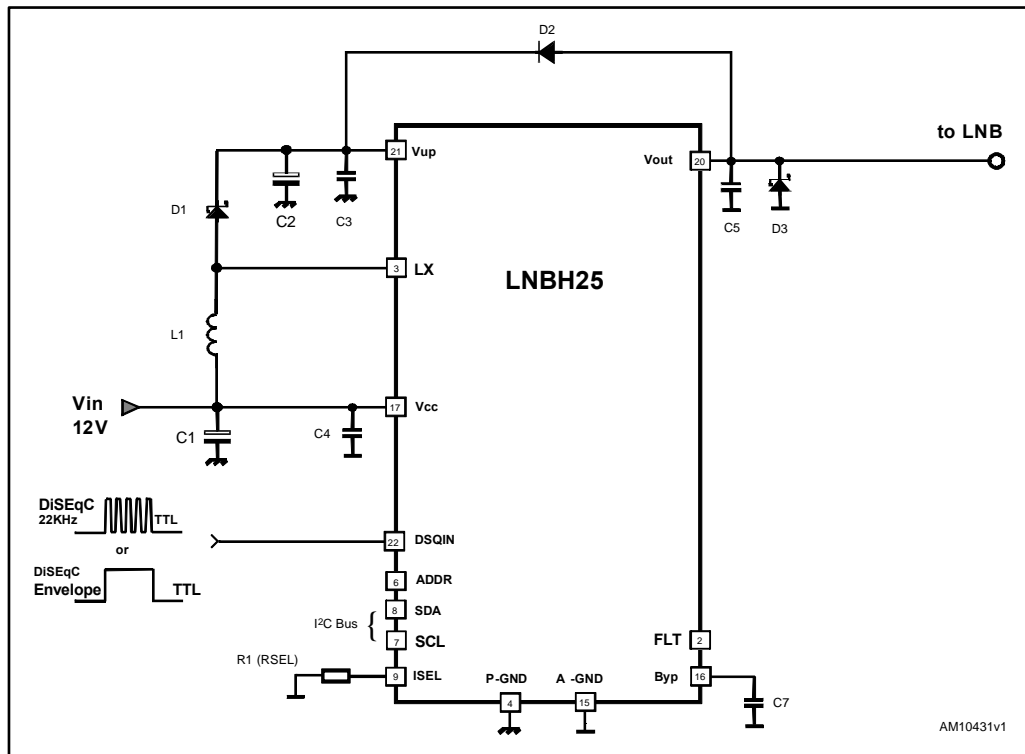 D2
to LNB
21 Vup
Vout 20
D1
C2
C3
C5
D3
3 LX
LNBH25
L1
Vin
12V
17 Vcc
C1
C4
DiSEqC
22KHz TTL
or
22 DSQIN
DiSEqC
Envelope TTL
6 ADDR
8 SDA
I²C Bus {
7 SCL
FLT 2
R1 (RSEL)
9 ISEL
P-GND
A -GND
Byp 16
4
15
C7
AM10431v1